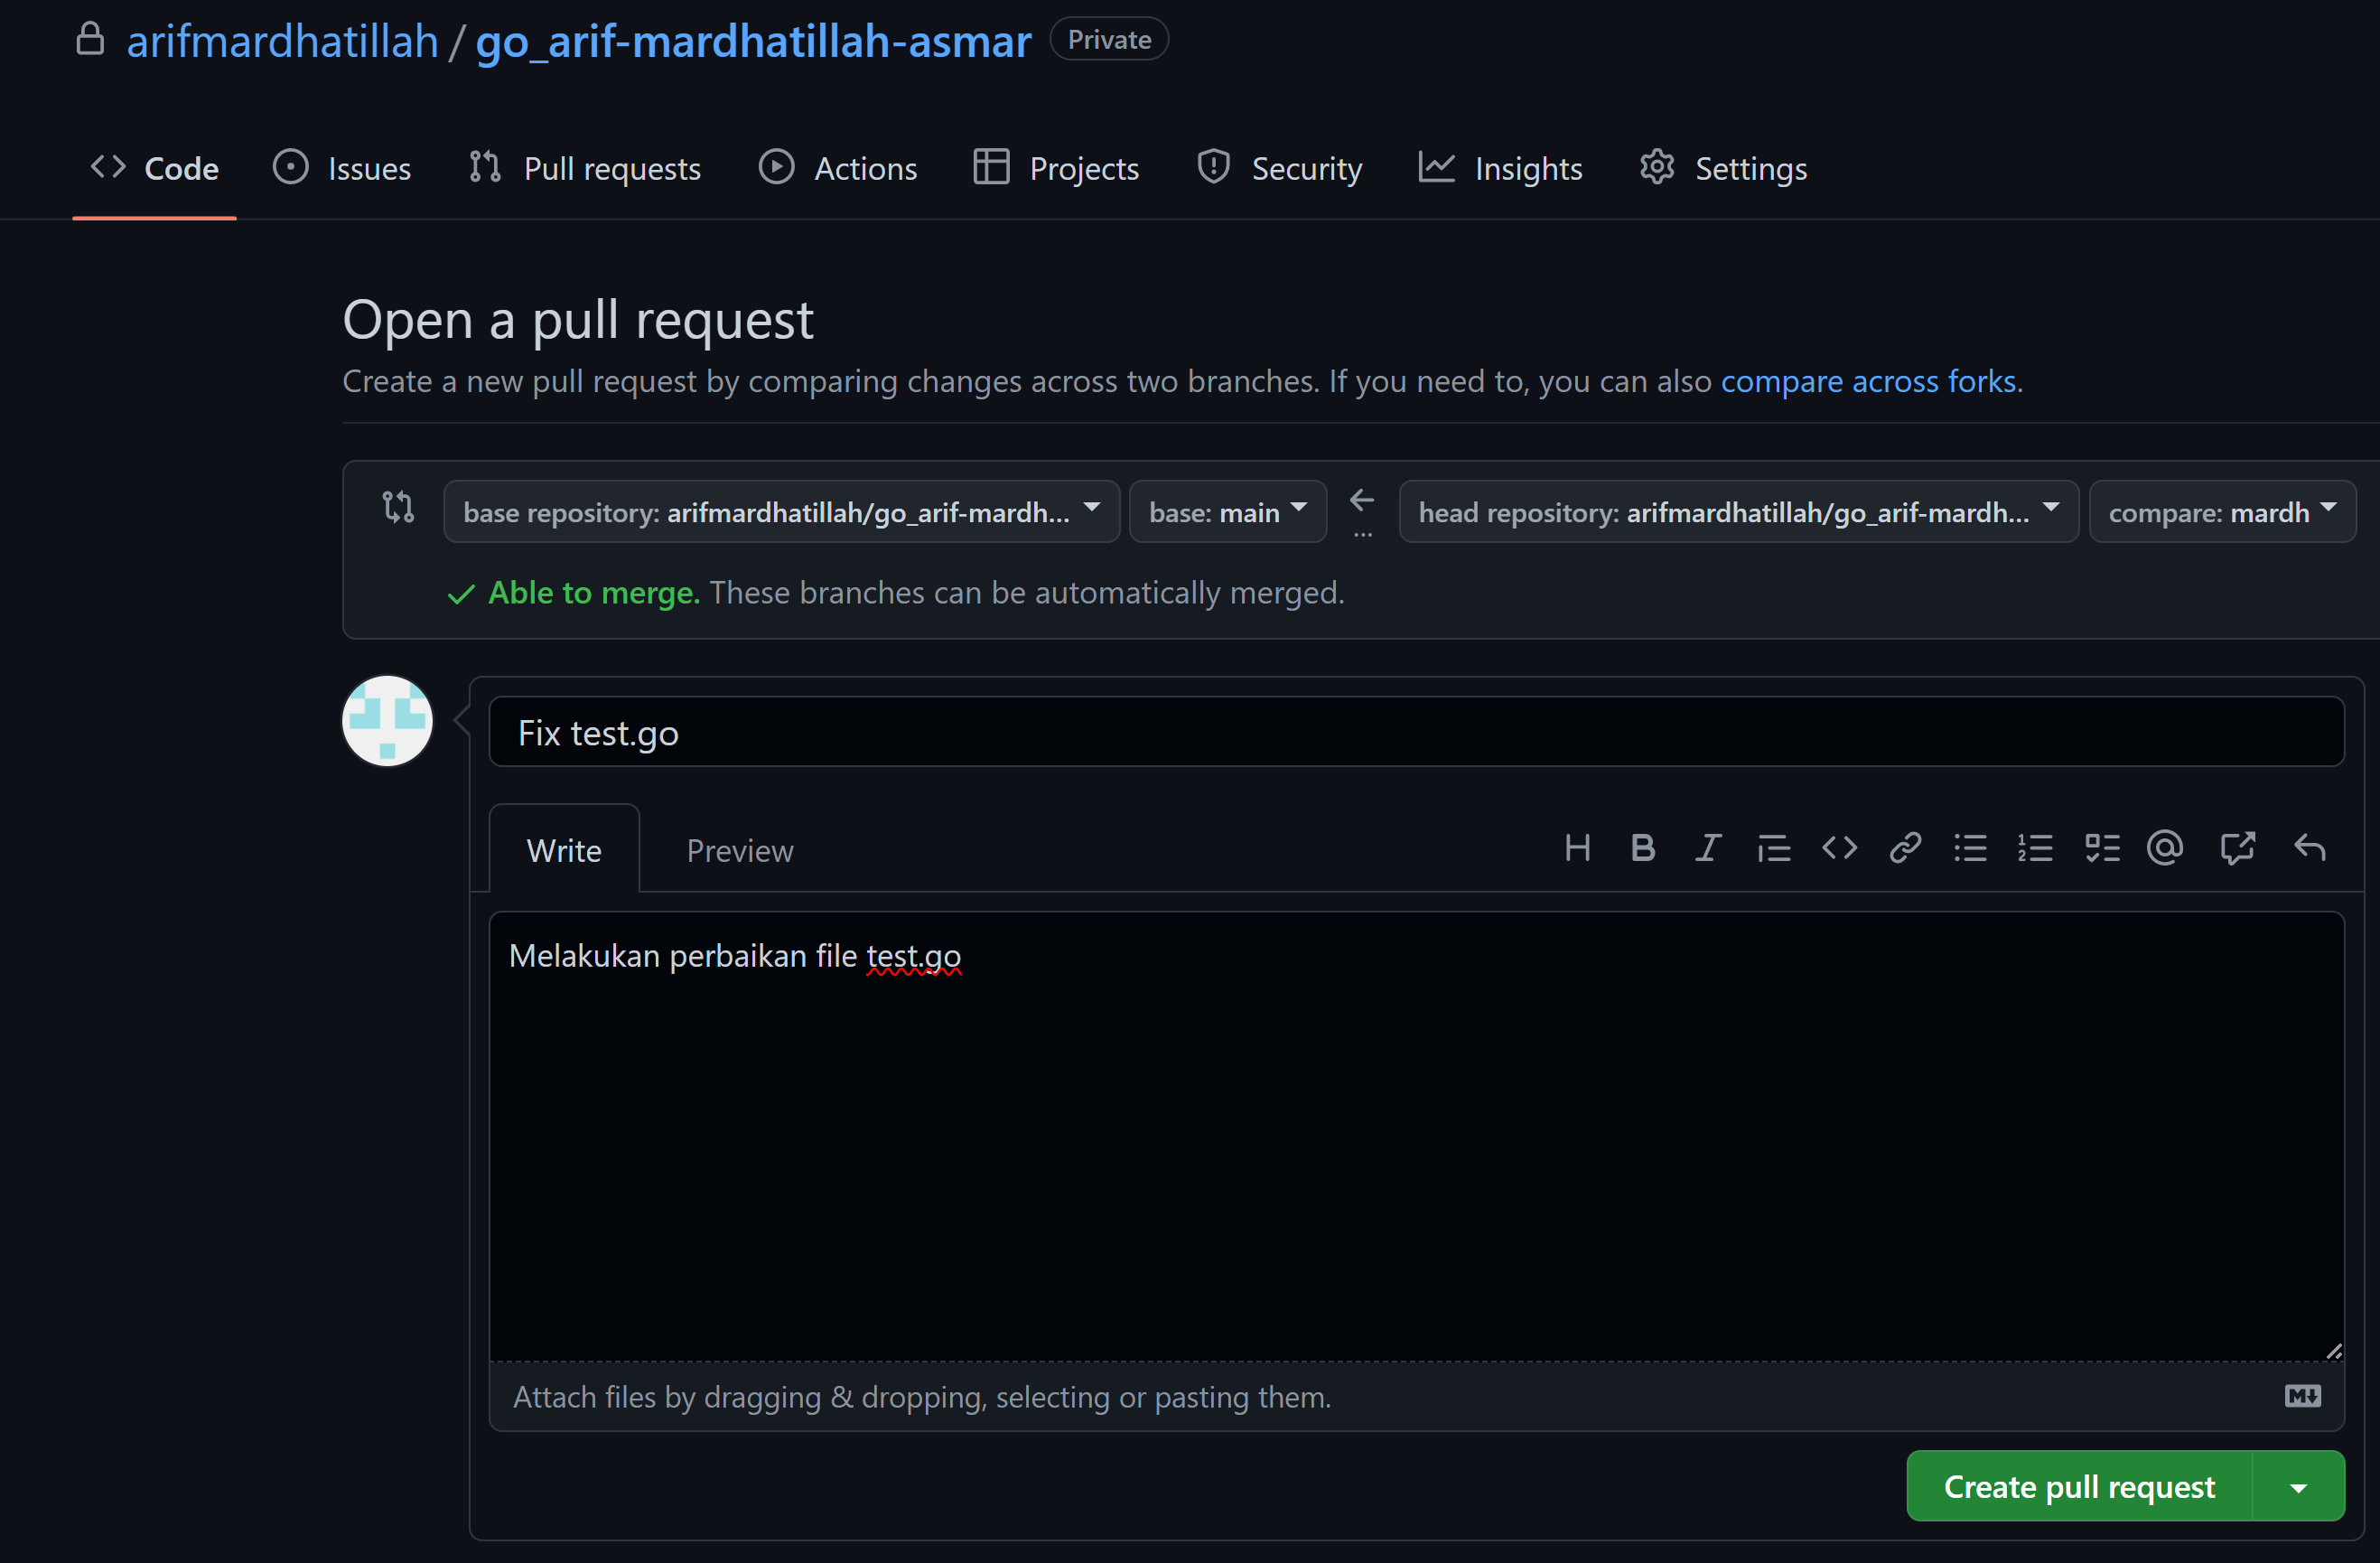 arifmardhatillah / go_arif-mardhatillah-asmar Private
Code Issues Pull requests Actions Projects Security Insights Settings
Open a pull request
Create a new pull request by comparing changes across two branches. If you need to, you can also compare across forks.
base repository: arifmardhatillah/go_arif-mardh... base: main ... head repository: arifmardhatillah/go_arif-mardh... compare: mardh
Able to merge. These branches can be automatically merged.
Fix test.go
Write Preview
Melakukan perbaikan file test.go
Attach files by dragging & dropping, selecting or pasting them.
Create pull request